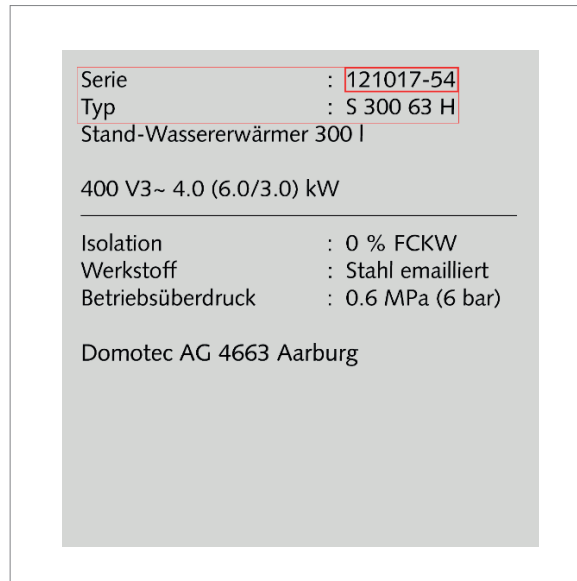 Serie : 121017-54
Typ : S 300 63 H
Stand-Wassererwärmer 300 l
400 V3~ 4.0 (6.0/3.0) kW
Isolation : 0 % FCKW
Werkstoff : Stahl emailliert
Betriebsüberdruck : 0.6 MPa (6 bar)
Domotec AG 4663 Aarburg